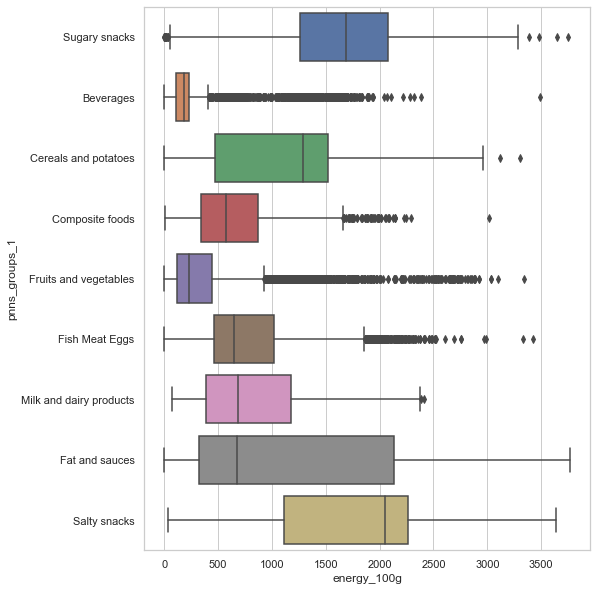 Sugary snacks
Beverages
Cereals and potatoes
Composite foods
Fruits and vegetables
Fish Meat Eggs
Milk and dairy products
Fat and sauces
Salty snacks
pnns_groups_1
0 500 1000 1500 2000 2500 3000 3500
energy_100g